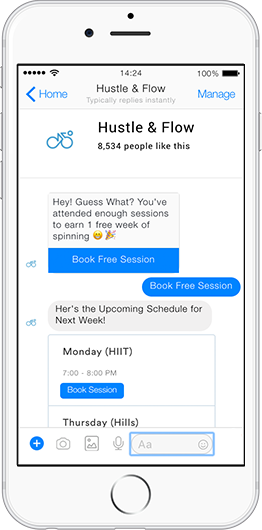 14:24
100%
Home
Hustle & Flow
Typically replies instantly
Manage
Hustle & Flow
8,534 people like this
Hey! Guess What? You've
attended enough sessions
to earn 1 free week of
spinning 😄 🎉
Book Free Session
Book Free Session
Her's the Upcoming Schedule for
Next Week!
Monday (HIIT)
7:00 - 8:00 PM
Book Session
Thursday (Hills)
Aa